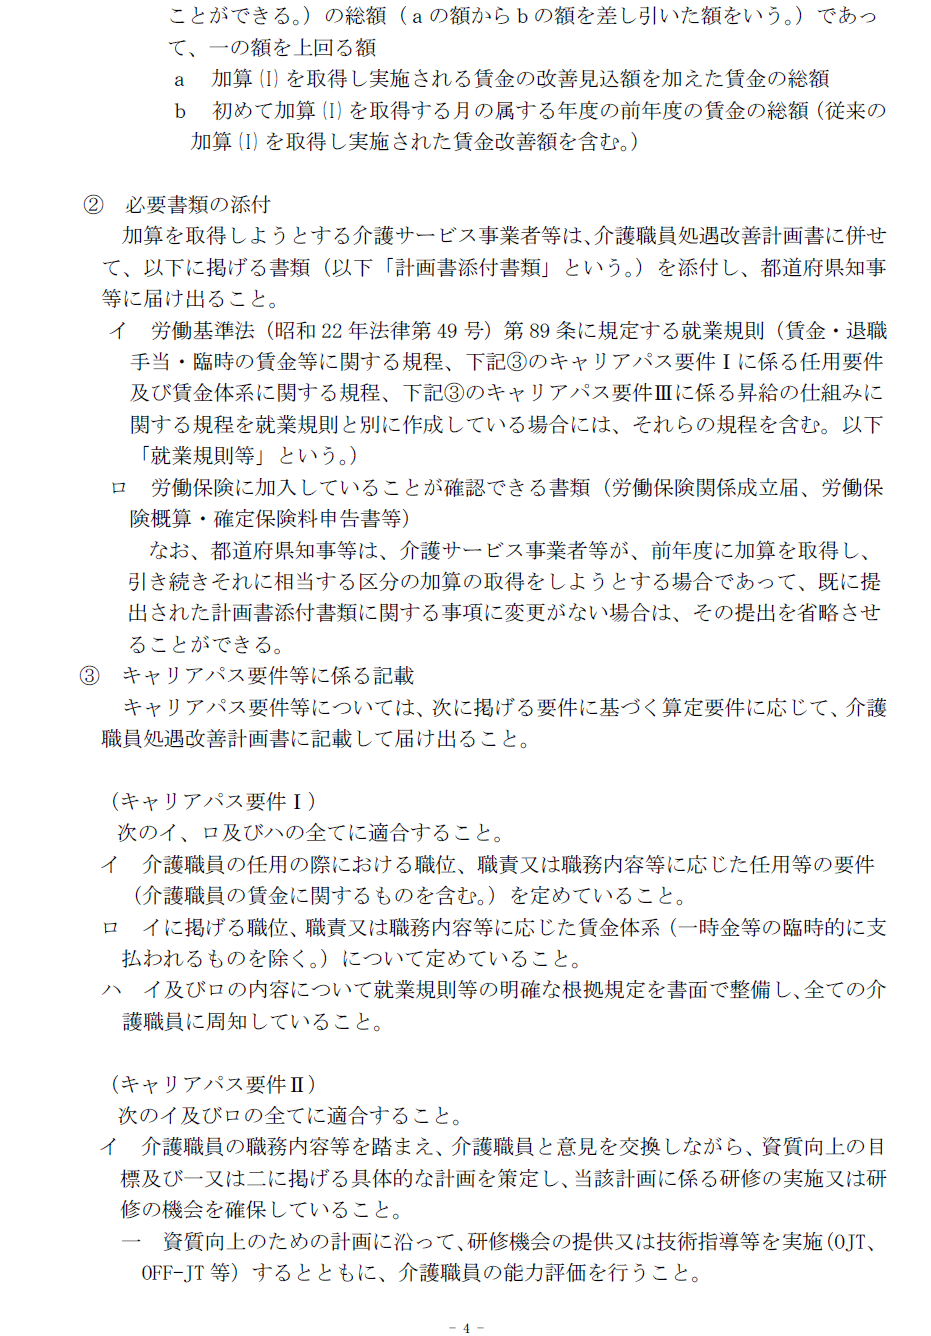 ことができる。）の総額（aの額からbの額を差し引いた額をいう。）であっ
て、一の額を上回る額
a　加算(Ⅰ)を取得し実施される賃金の改善見込額を加えた賃金の総額
b　初めて加算(Ⅰ)を取得する月の属する年度の前年度の賃金の総額（従来の
加算(Ⅰ)を取得し実施された賃金改善額を含む。）
②　必要書類の添付
加算を取得しようとする介護サービス事業者等は、介護職員処遇改善計画書に併せ
て、以下に掲げる書類（以下「計画書添付書類」という。）を添付し、都道府県知事
等に届け出ること。
イ　労働基準法（昭和 22 年法律第 49 号）第 89 条に規定する就業規則（賃金・退職
手当・臨時の賃金等に関する規程、下記③のキャリアパス要件Ⅰに係る任用要件
及び賃金体系に関する規程、下記③のキャリアパス要件Ⅲに係る昇給の仕組みに
関する規程を就業規則と別に作成している場合には、それらの規程を含む。以下
「就業規則等」という。）
ロ　労働保険に加入していることが確認できる書類（労働保険関係成立届、労働保
険概算・確定保険料申告書等）
なお、都道府県知事等は、介護サービス事業者等が、前年度に加算を取得し、
引き続きそれに相当する区分の加算の取得をしようとする場合であって、既に提
出された計画書添付書類に関する事項に変更がない場合は、その提出を省略させ
ることができる。
③　キャリアパス要件等に係る記載
キャリアパス要件等については、次に掲げる要件に基づく算定要件に応じて、介護
職員処遇改善計画書に記載して届け出ること。
（キャリアパス要件Ⅰ）
次のイ、ロ及びハの全てに適合すること。
イ　介護職員の任用の際における職位、職責又は職務内容等に応じた任用等の要件
（介護職員の賃金に関するものを含む。）を定めていること。
ロ　イに掲げる職位、職責又は職務内容等に応じた賃金体系（一時金等の臨時的に支
払われるものを除く。）について定めていること。
ハ　イ及びロの内容について就業規則等の明確な根拠規定を書面で整備し、全ての介
護職員に周知していること。
（キャリアパス要件Ⅱ）
次のイ及びロの全てに適合すること。
イ　介護職員の職務内容等を踏まえ、介護職員と意見を交換しながら、資質向上の目
標及び一又は二に掲げる具体的な計画を策定し、当該計画に係る研修の実施又は研
修の機会を確保していること。
一　資質向上のための計画に沿って、研修機会の提供又は技術指導等を実施（OJT、
OFF-JT 等）するとともに、介護職員の能力評価を行うこと。
- 4 -